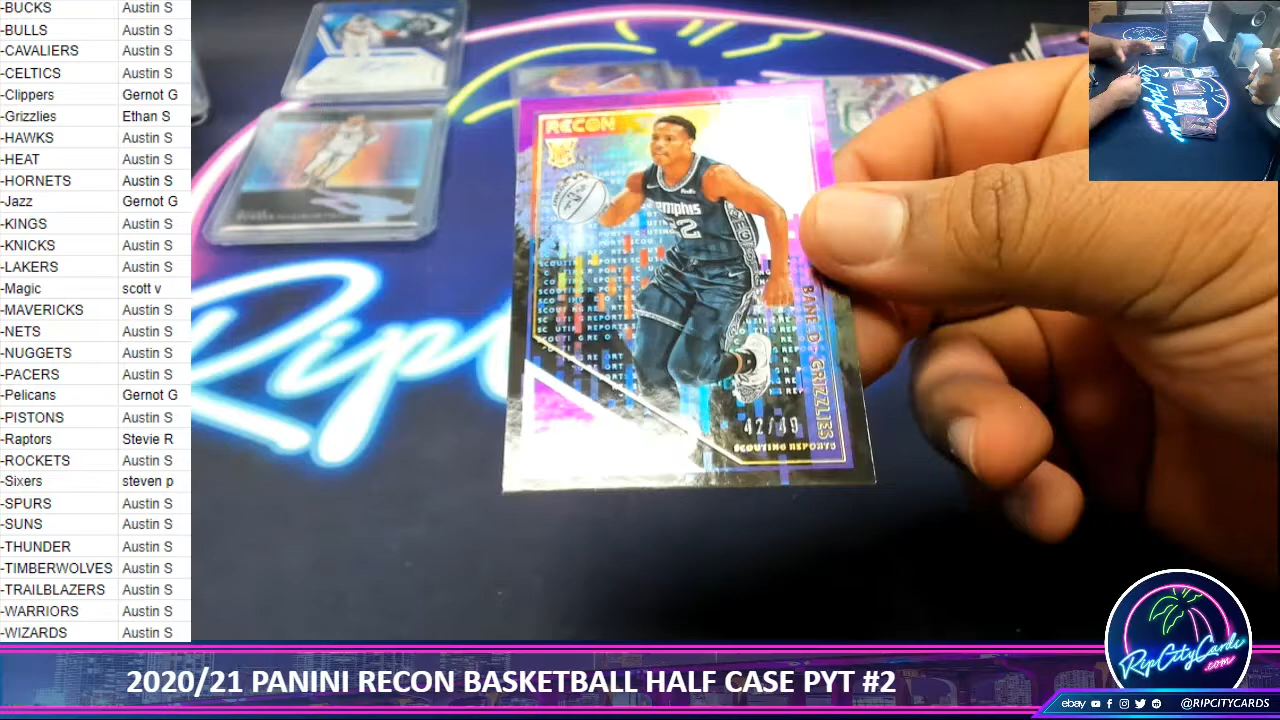 -BUCKS Austin S
-BULLS Austin S
-CAVALIERS Austin S
-CELTICS Austin S
-Clippers Gernot G
-Grizzlies Ethan S
-HAWKS Austin S
-HEAT Austin S
-HORNETS Austin S
-Jazz Gernot G
-KINGS Austin S
-KNICKS Austin S
-LAKERS Austin S
-Magic scott v
-MAVERICKS Austin S
-NETS Austin S
-NUGGETS Austin S
-PACERS Austin S
-Pelicans Gernot G
-PISTONS Austin S
-Raptors Stevie R
-ROCKETS Austin S
-Sixers steven p
-SPURS Austin S
-SUNS Austin S
-THUNDER Austin S
-TIMBERWOLVES Austin S
-TRAILBLAZERS Austin S
-WARRIORS Austin S
-WIZARDS Austin S
RECON
BANE D - GRIZZLIES
42/49
SCOUTING REPORTS
2020/21 PANINI RECON BASKETBALL HALF CASE PYT #2
RipCityCards
.com
ebay @RIPCITYCARDS